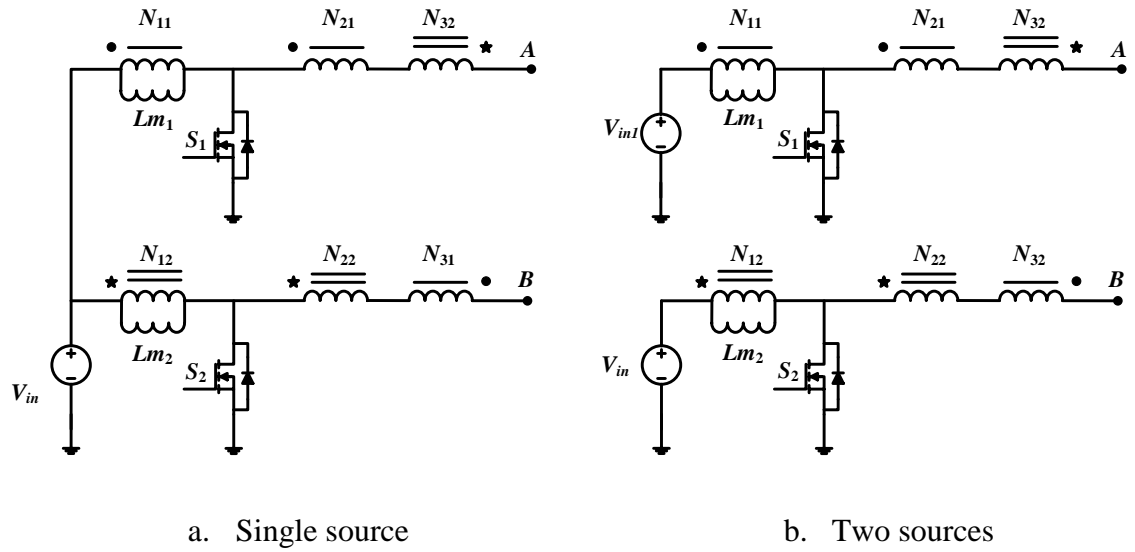 N11 N21 N32
A
Lm1
S1
N12 N22 N31
B
Lm2
S2
Vin
a. Single source
N11 N21 N32
A
Vin1
Lm1
S1
N12 N22 N32
B
Vin
Lm2
S2
b. Two sources